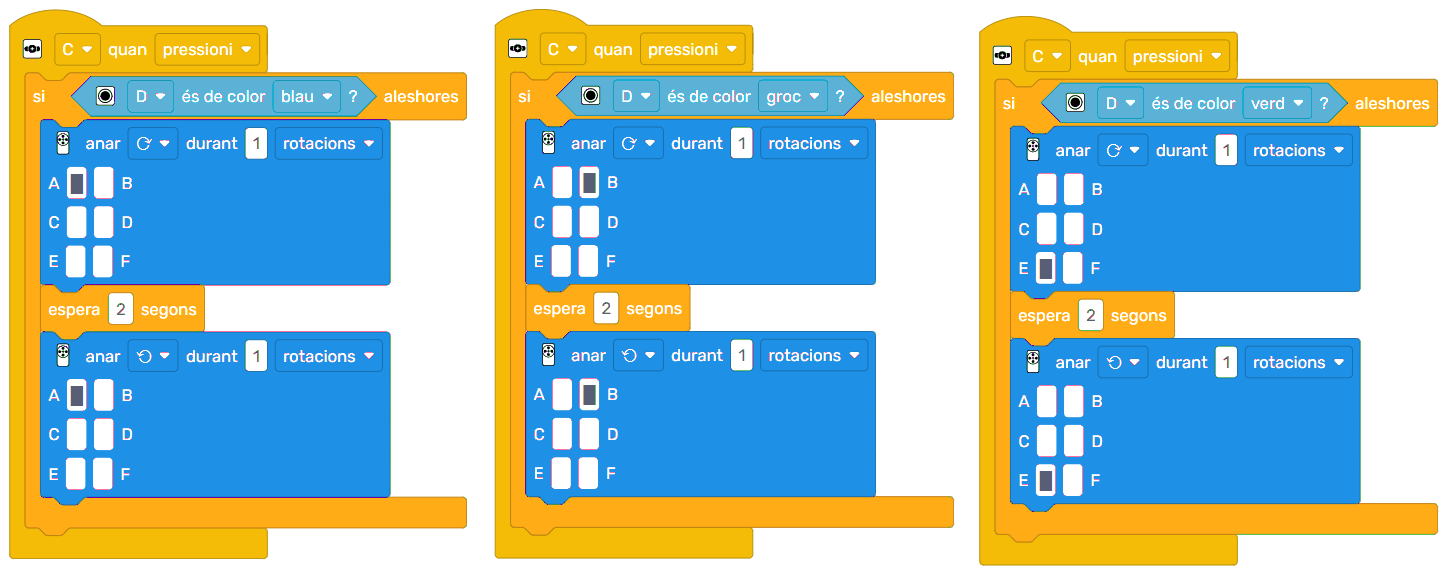 C quan pressioni
si D és de color blau ? aleshores
anar durant 1 rotacions
A B
C D
E F
espera 2 segons
anar durant 1 rotacions
A B
C D
E F
C quan pressioni
si D és de color groc ? aleshores
anar durant 1 rotacions
A B
C D
E F
espera 2 segons
anar durant 1 rotacions
A B
C D
E F
C quan pressioni
si D és de color verd ? aleshores
anar durant 1 rotacions
A B
C D
E F
espera 2 segons
anar durant 1 rotacions
A B
C D
E F